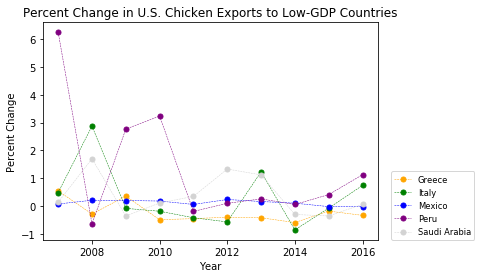 Percent Change in U.S. Chicken Exports to Low-GDP Countries
6
5
4
3
2
1
0
−1
Percent Change
2008 2010 2012 2014 2016
Year
Greece
Italy
Mexico
Peru
Saudi Arabia